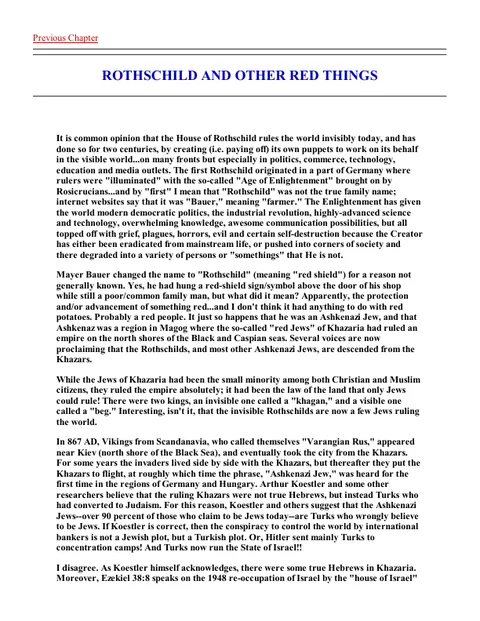 Previous Chapter
ROTHSCHILD AND OTHER RED THINGS
It is common opinion that the House of Rothschild rules the world invisibly today, and has
done so for two centuries, by creating (i.e. paying off) its own puppets to work on its behalf
in the visible world...on many fronts but especially in politics, commerce, technology,
education and media outlets. The first Rothschild originated in a part of Germany where
rulers were "illuminated" with the so-called "Age of Enlightenment" brought on by
Rosicrucians...and by "first" I mean that "Rothschild" was not the true family name;
internet websites say that it was "Bauer," meaning "farmer." The Enlightenment has given
the world modern democratic politics, the industrial revolution, highly-advanced science
and technology, overwhelming knowledge, awesome communication possibilities, but all
topped off with grief, plagues, horrors, evil and certain self-destruction because the Creator
has either been eradicated from mainstream life, or pushed into corners of society and
there degraded into a variety of persons or "somethings" that He is not.
Mayer Bauer changed the name to "Rothschild" (meaning "red shield") for a reason not
generally known. Yes, he had hung a red-shield sign/symbol above the door of his shop
while still a poor/common family man, but what did it mean? Apparently, the protection
and/or advancement of something red...and I don't think it had anything to do with red
potatoes. Probably a red people. It just so happens that he was an Ashkenazi Jew, and that
Ashkenaz was a region in Magog where the so-called "red Jews" of Khazaria had ruled an
empire on the north shores of the Black and Caspian seas. Several voices are now
proclaiming that the Rothschilds, and most other Ashkenazi Jews, are descended from the
Khazars.
While the Jews of Khazaria had been the small minority among both Christian and Muslim
citizens, they ruled the empire absolutely; it had been the law of the land that only Jews
could rule! There were two kings, an invisible one called a "khagan," and a visible one
called a "beg." Interesting, isn't it, that the invisible Rothschilds are now a few Jews ruling
the world.
In 867 AD, Vikings from Scandanavia, who called themselves "Varangian Rus," appeared
near Kiev (north shore of the Black Sea), and eventually took the city from the Khazars.
For some years the invaders lived side by side with the Khazars, but thereafter they put the
Khazars to flight, at roughly which time the phrase, "Ashkenazi Jew," was heard for the
first time in the regions of Germany and Hungary. Arthur Koestler and some other
researchers believe that the ruling Khazars were not true Hebrews, but instead Turks who
had converted to Judaism. For this reason, Koestler and others suggest that the Ashkenazi
Jews--over 90 percent of those who claim to be Jews today--are Turks who wrongly believe
to be Jews. If Koestler is correct, then the conspiracy to control the world by international
bankers is not a Jewish plot, but a Turkish plot. Or, Hitler sent mainly Turks to
concentration camps! And Turks now run the State of Israel!!
I disagree. As Koestler himself acknowledges, there were some true Hebrews in Khazaria.
Moreover, Ezekiel 38:8 speaks on the 1948 re-occupation of Israel by the "house of Israel"